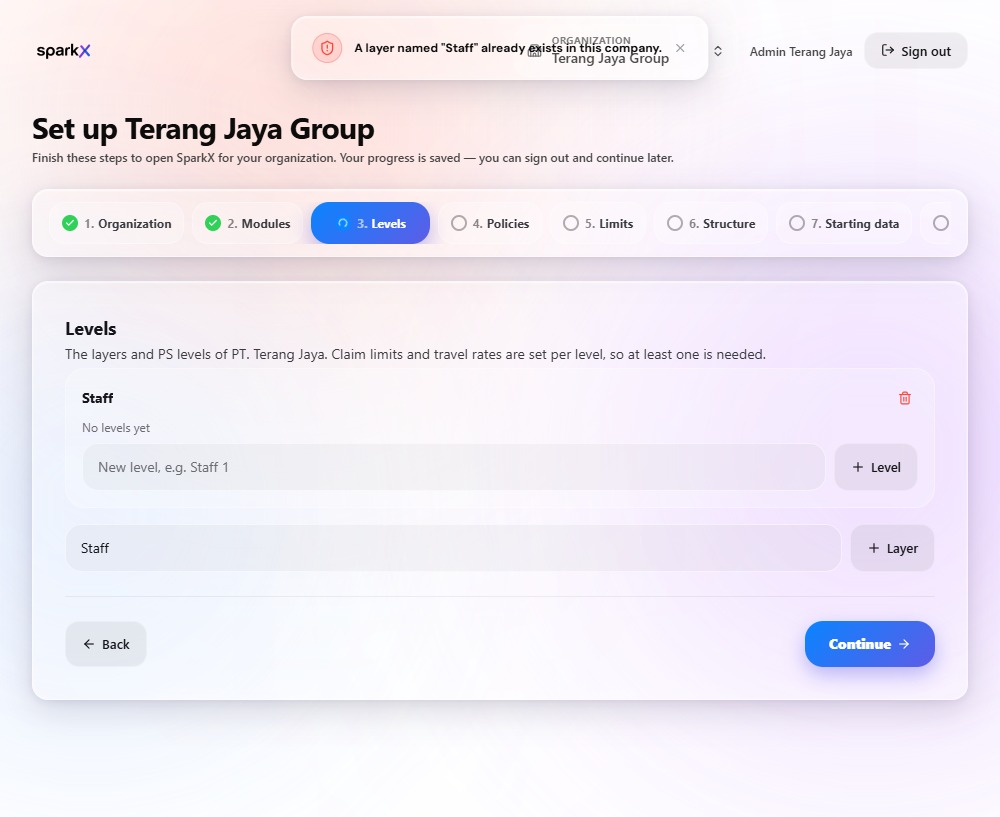 sparkX
A layer named "Staff" already exists in this company.
ORGANIZATION
Terang Jaya Group
Admin Terang Jaya
Sign out
Set up Terang Jaya Group
Finish these steps to open SparkX for your organization. Your progress is saved — you can sign out and continue later.
1. Organization
2. Modules
3. Levels
4. Policies
5. Limits
6. Structure
7. Starting data
Levels
The layers and PS levels of PT. Terang Jaya. Claim limits and travel rates are set per level, so at least one is needed.
Staff
No levels yet
New level, e.g. Staff 1
+ Level
Staff
+ Layer
← Back
Continue →